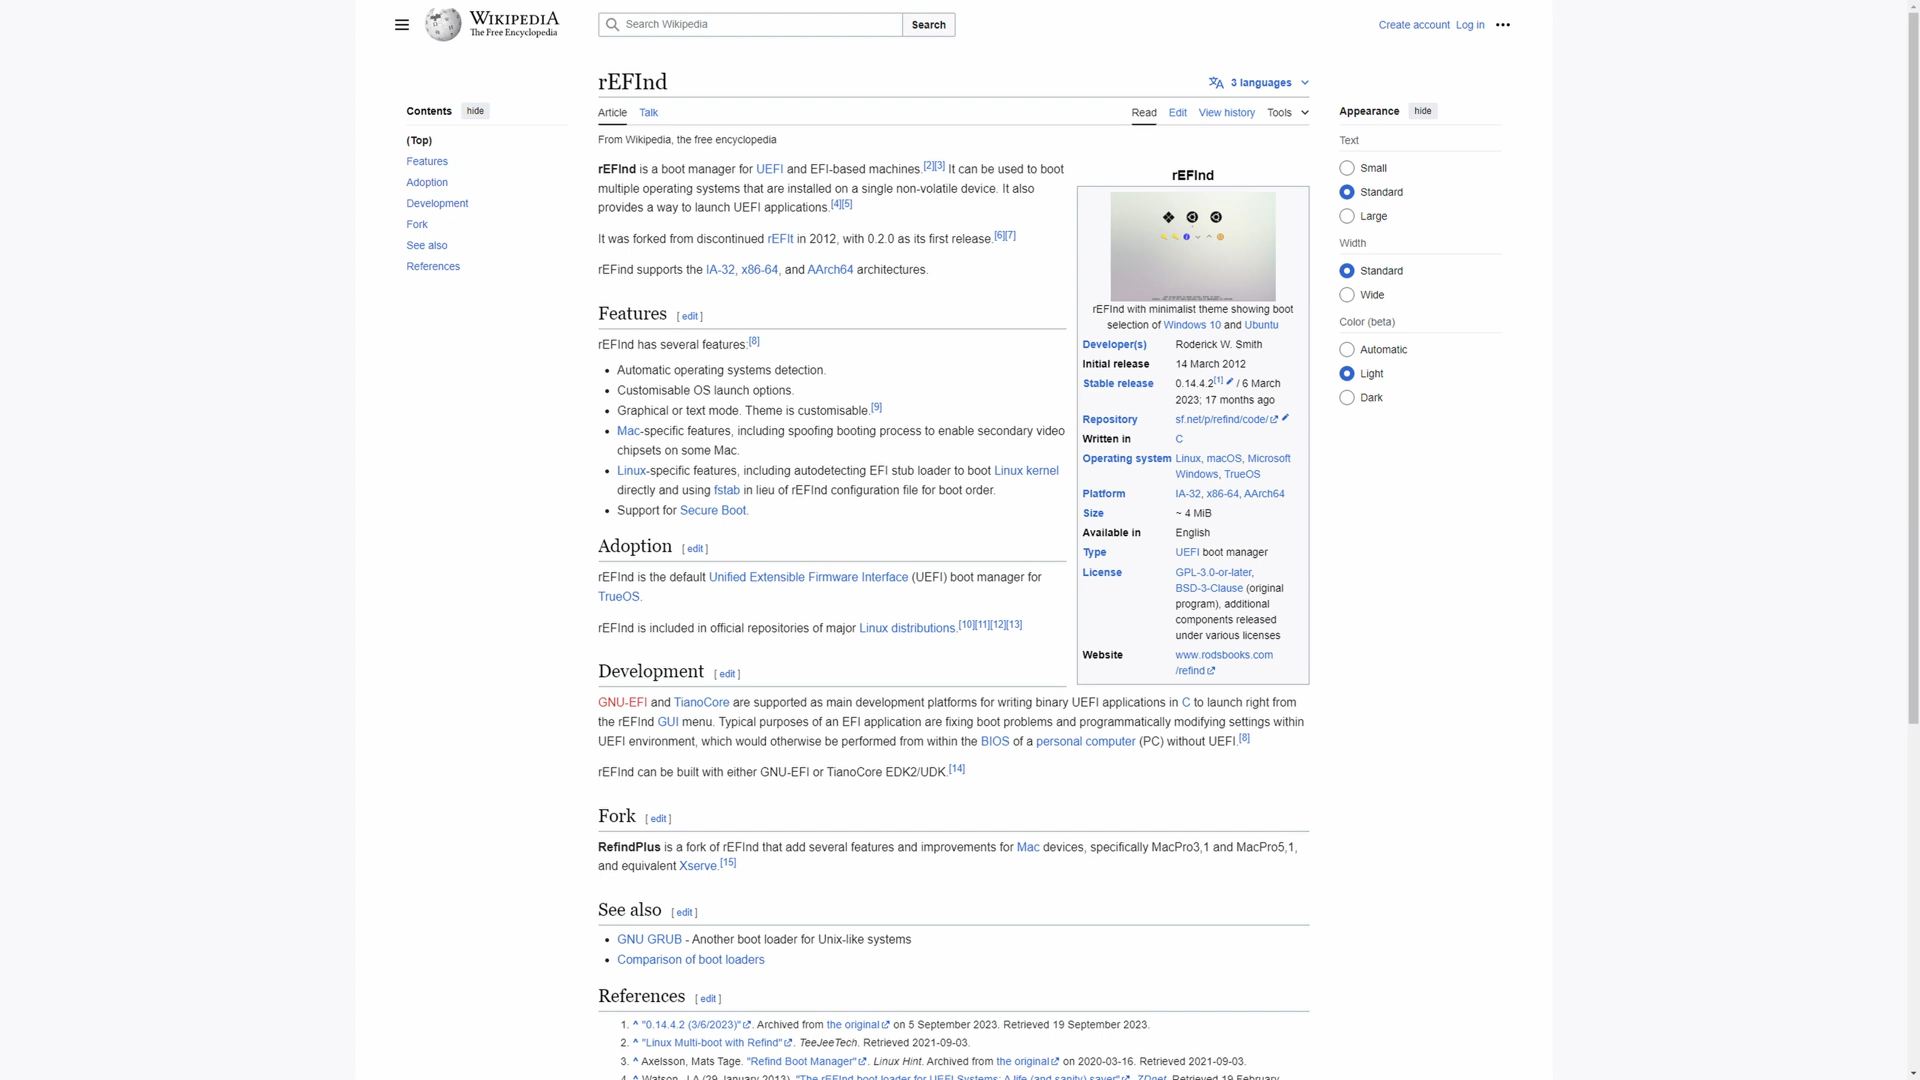 WIKIPEDIA
The Free Encyclopedia
Search Wikipedia
Search
Create account Log in
Contents hide
(Top)
Features
Adoption
Development
Fork
See also
References
rEFInd
3 languages
Article Talk
Read Edit View history Tools
From Wikipedia, the free encyclopedia
rEFInd is a boot manager for UEFI and EFI-based machines.[2][3] It can be used to boot
multiple operating systems that are installed on a single non-volatile device. It also
provides a way to launch UEFI applications.[4][5]
It was forked from discontinued rEFIt in 2012, with 0.2.0 as its first release.[6][7]
rEFind supports the IA-32, x86-64, and AArch64 architectures.
Features [ edit ]
rEFInd has several features:[8]
Automatic operating systems detection.
Customisable OS launch options.
Graphical or text mode. Theme is customisable.[9]
Mac-specific features, including spoofing booting process to enable secondary video
chipsets on some Mac.
Linux-specific features, including autodetecting EFI stub loader to boot Linux kernel
directly and using fstab in lieu of rEFInd configuration file for boot order.
Support for Secure Boot.
Adoption [ edit ]
rEFInd is the default Unified Extensible Firmware Interface (UEFI) boot manager for
TrueOS.
rEFInd is included in official repositories of major Linux distributions.[10][11][12][13]
Development [ edit ]
GNU-EFI and TianoCore are supported as main development platforms for writing binary UEFI applications in C to launch right from
the rEFInd GUI menu. Typical purposes of an EFI application are fixing boot problems and programmatically modifying settings within
UEFI environment, which would otherwise be performed from within the BIOS of a personal computer (PC) without UEFI.[8]
rEFInd can be built with either GNU-EFI or TianoCore EDK2/UDK.[14]
Fork [ edit ]
RefindPlus is a fork of rEFInd that add several features and improvements for Mac devices, specifically MacPro3,1 and MacPro5,1,
and equivalent Xserve.[15]
See also [ edit ]
GNU GRUB - Another boot loader for Unix-like systems
Comparison of boot loaders
References [ edit ]
1. ^ "0.14.4.2 (3/6/2023)". Archived from the original on 5 September 2023. Retrieved 19 September 2023.
2. ^ "Linux Multi-boot with Refind". TeeJeeTech. Retrieved 2021-09-03.
3. ^ Axelsson, Mats Tage. "Refind Boot Manager". Linux Hint. Archived from the original on 2020-03-16. Retrieved 2021-09-03.
4. ^ Watson, J.A (29 January 2013). "The rEFInd boot loader for UEFI Systems: A life (and sanity) saver". ZDnet. Retrieved 19 February
rEFInd
rEFInd with minimalist theme showing boot
selection of Windows 10 and Ubuntu
Developer(s) Roderick W. Smith
Initial release 14 March 2012
Stable release 0.14.4.2[1] / 6 March
2023; 17 months ago
Repository sf.net/p/refind/code/
Written in C
Operating system Linux, macOS, Microsoft
Windows, TrueOS
Platform IA-32, x86-64, AArch64
Size ~ 4 MiB
Available in English
Type UEFI boot manager
License GPL-3.0-or-later,
BSD-3-Clause (original
program), additional
components released
under various licenses
Website www.rodsbooks.com
/refind
Appearance hide
Text
Small
Standard
Large
Width
Standard
Wide
Color (beta)
Automatic
Light
Dark